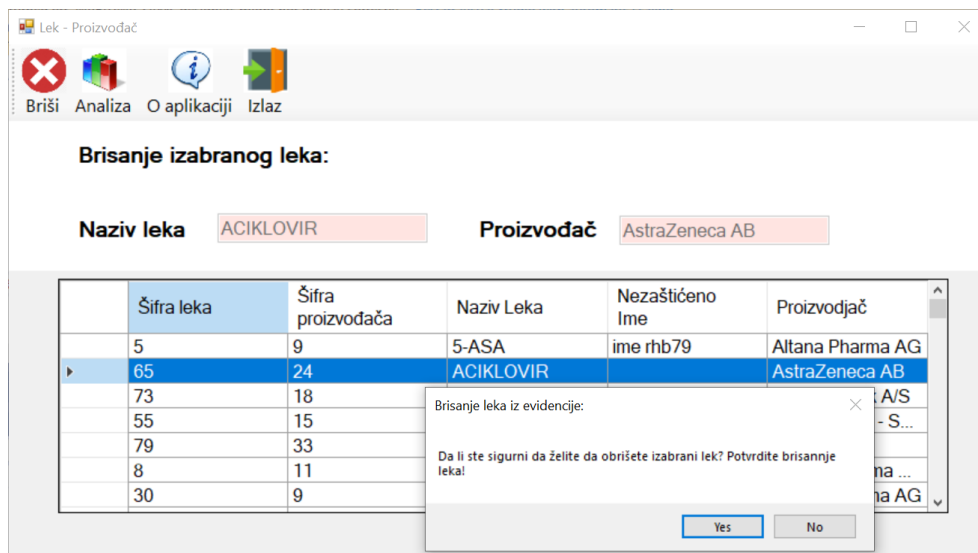 Lek - Proizvođač
Briši Analiza O aplikaciji Izlaz
Brisanje izabranog leka:
Naziv leka ACIKLOVIR Proizvođač AstraZeneca AB
Šifra leka Šifra proizvođača Naziv Leka Nezaštićeno Ime Proizvodjač
5 9 5-ASA ime rhb79 Altana Pharma AG
65 24 ACIKLOVIR AstraZeneca AB
73 18 A/S
55 15 - S...
79 33
8 11 ...
30 9 AG
Brisanje leka iz evidencije:
Da li ste sigurni da želite da obrišete izabrani lek? Potvrdite brisannje
leka!
Yes No